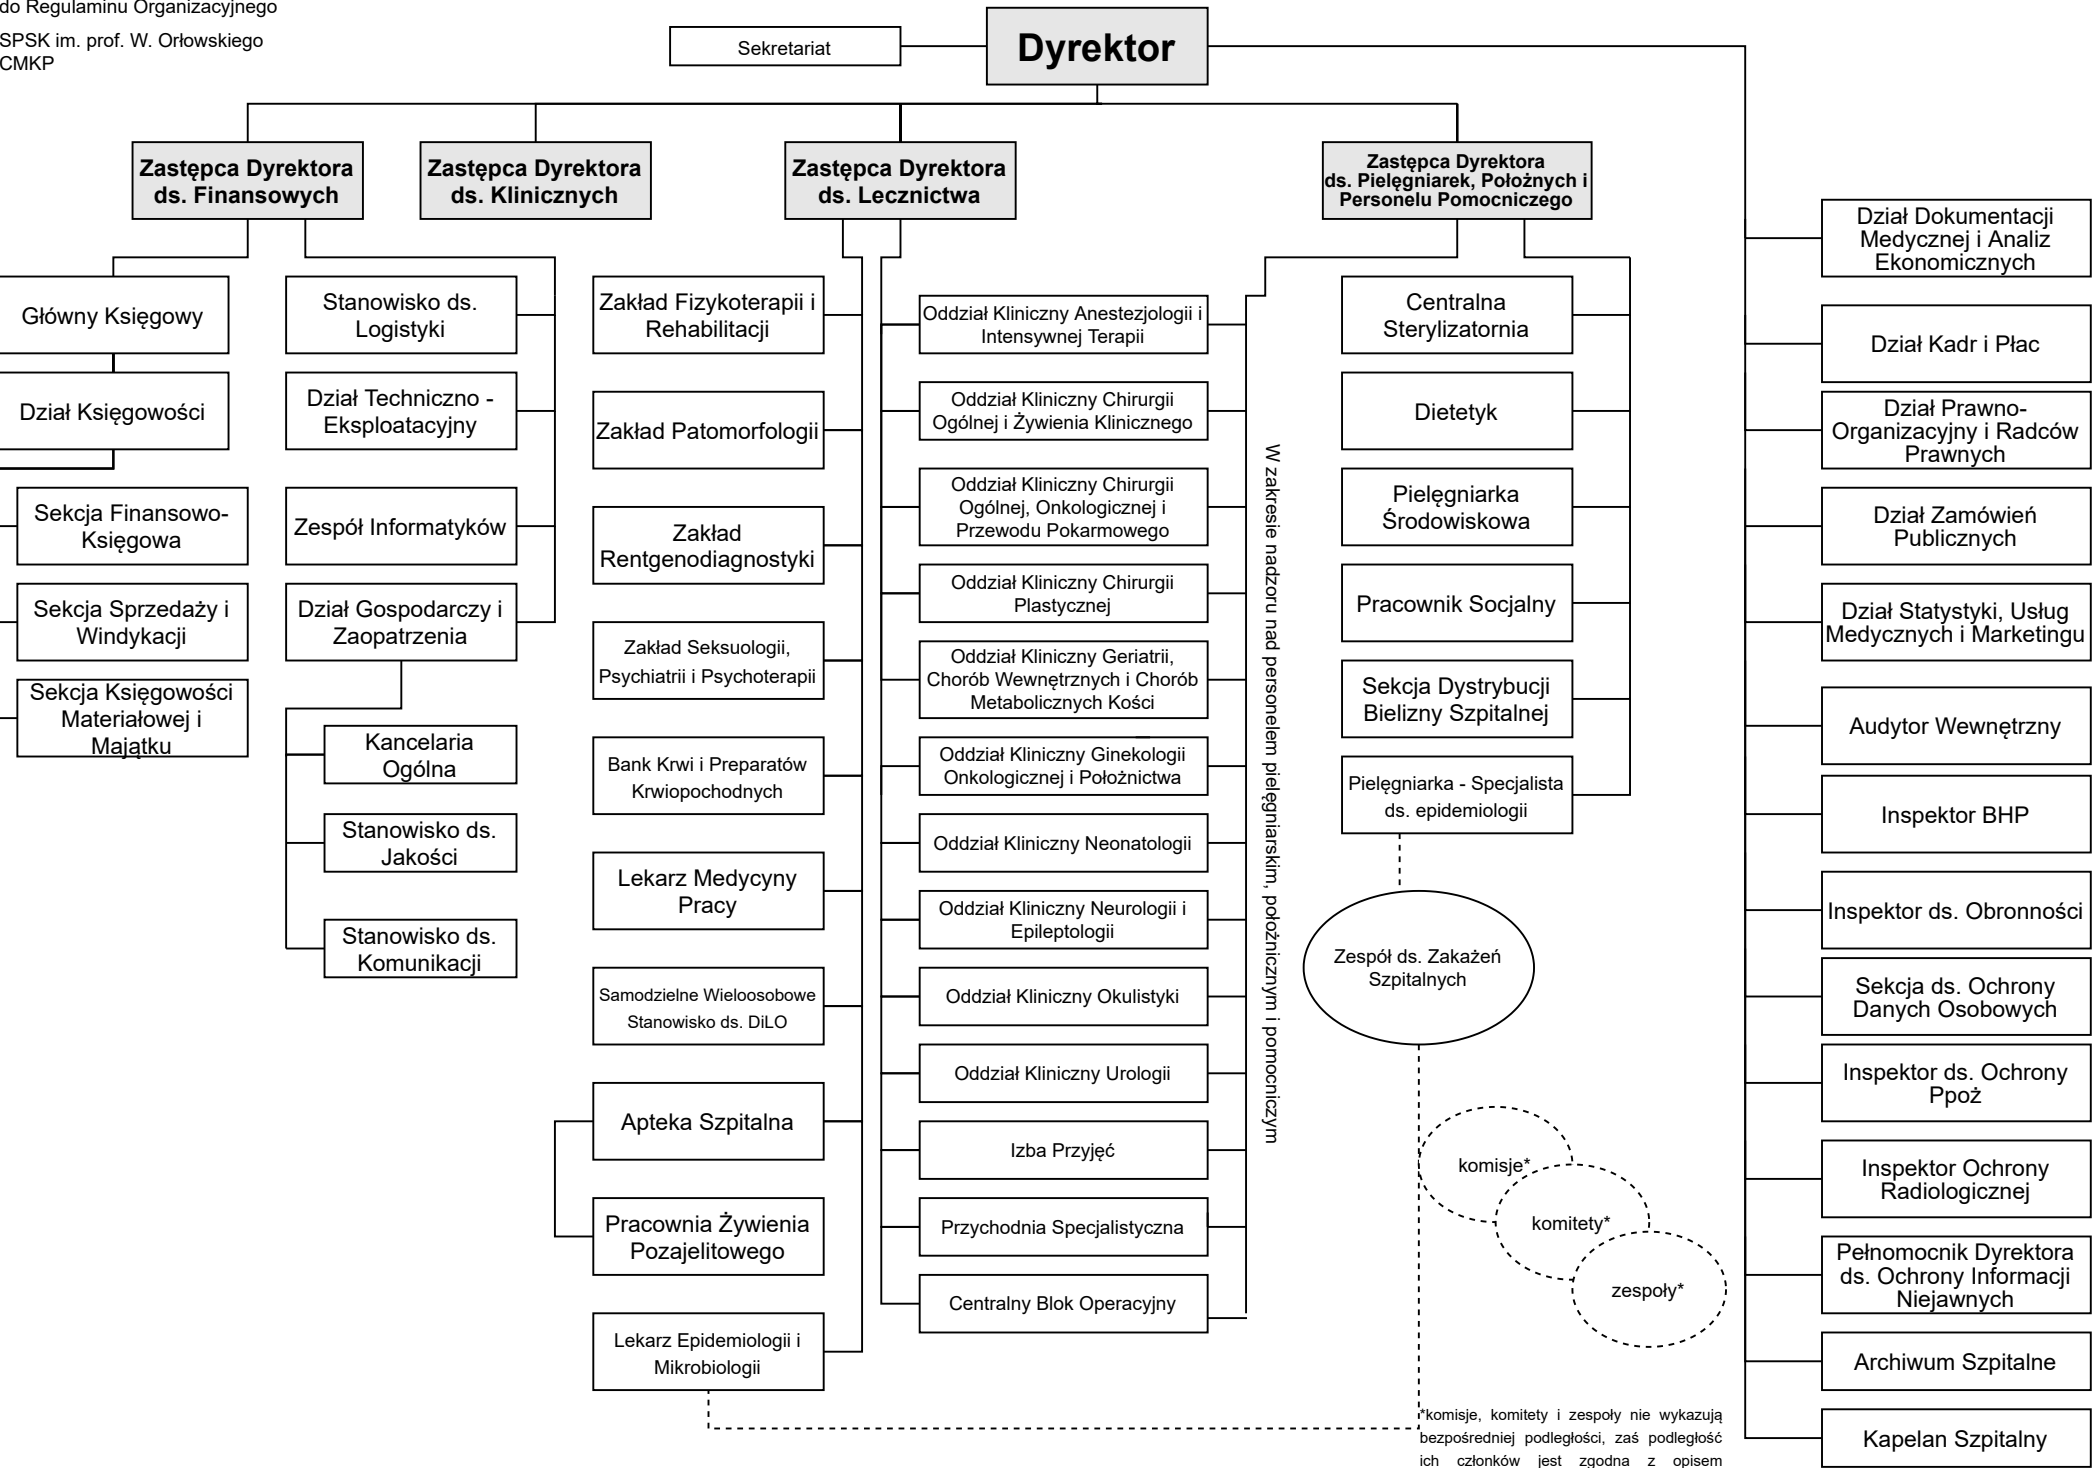 do Regulaminu Organizacyjnego
SPSK im. prof. W. Orłowskiego
CMKP
Sekretariat
Dyrektor
Zastępca Dyrektora
ds. Finansowych
Zastępca Dyrektora
ds. Klinicznych
Zastępca Dyrektora
ds. Lecznictwa
Zastępca Dyrektora
ds. Pielęgniarek, Położnych i
Personelu Pomocniczego
Główny Księgowy
Dział Księgowości
Sekcja Finansowo-
Księgowa
Sekcja Sprzedaży i
Windykacji
Sekcja Księgowości
Materiałowej i
Majątku
Stanowisko ds.
Logistyki
Dział Techniczno -
Eksploatacyjny
Zespół Informatyków
Dział Gospodarczy i
Zaopatrzenia
Kancelaria
Ogólna
Stanowisko ds.
Jakości
Stanowisko ds.
Komunikacji
Zakład Fizykoterapii i
Rehabilitacji
Zakład Patomorfologii
Zakład
Rentgenodiagnostyki
Zakład Seksuologii,
Psychiatrii i Psychoterapii
Bank Krwi i Preparatów
Krwiopochodnych
Lekarz Medycyny
Pracy
Samodzielne Wieloosobowe
Stanowisko ds. DiLO
Apteka Szpitalna
Pracownia Żywienia
Pozajelitowego
Lekarz Epidemiologii i
Mikrobiologii
Oddział Kliniczny Anestezjologii i
Intensywnej Terapii
Oddział Kliniczny Chirurgii
Ogólnej i Żywienia Klinicznego
Oddział Kliniczny Chirurgii
Ogólnej, Onkologicznej i
Przewodu Pokarmowego
Oddział Kliniczny Chirurgii
Plastycznej
Oddział Kliniczny Geriatrii,
Chorób Wewnętrznych i Chorób
Metabolicznych Kości
Oddział Kliniczny Ginekologii
Onkologicznej i Położnictwa
Oddział Kliniczny Neonatologii
Oddział Kliniczny Neurologii i
Epileptologii
Oddział Kliniczny Okulistyki
Oddział Kliniczny Urologii
Izba Przyjęć
Przychodnia Specjalistyczna
Centralny Blok Operacyjny
W zakresie nadzoru nad personelem pielęgniarskim, położnicznym i pomocniczym
Centralna
Sterylizatornia
Dietetyk
Pielęgniarka
Środowiskowa
Pracownik Socjalny
Sekcja Dystrybucji
Bielizny Szpitalnej
Pielęgniarka - Specjalista
ds. epidemiologii
Zespół ds. Zakażeń
Szpitalnych
komisje*
komitety*
zespoły*
*komisje, komitety i zespoły nie wykazują
bezpośredniej podległości, zaś podległość
ich członków jest zgodna z opisem
Dział Dokumentacji
Medycznej i Analiz
Ekonomicznych
Dział Kadr i Płac
Dział Prawno-
Organizacyjny i Radców
Prawnych
Dział Zamówień
Publicznych
Dział Statystyki, Usług
Medycznych i Marketingu
Audytor Wewnętrzny
Inspektor BHP
Inspektor ds. Obronności
Sekcja ds. Ochrony
Danych Osobowych
Inspektor ds. Ochrony
Ppoż
Inspektor Ochrony
Radiologicznej
Pełnomocnik Dyrektora
ds. Ochrony Informacji
Niejawnych
Archiwum Szpitalne
Kapelan Szpitalny